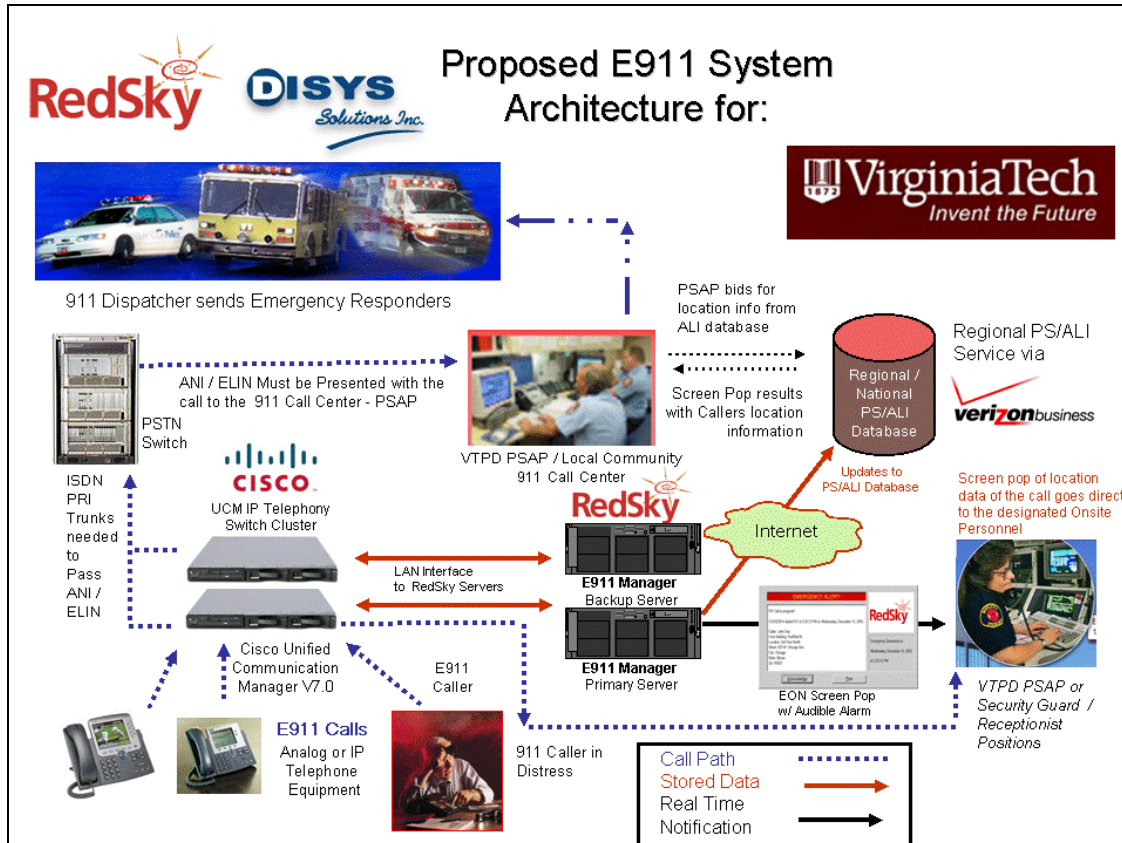 RedSky
DISYS
Solutions Inc.
Proposed E911 System
Architecture for:
1872
VirginiaTech
Invent the Future
911 Dispatcher sends Emergency Responders
PSAP bids for
location info from
ALI database
Regional PS/ALI
Service via
verizonbusiness
ANI / ELIN Must be Presented with the
call to the 911 Call Center - PSAP
Screen Pop results
with Callers location
information
Regional /
National
PS/ALI
Database
PSTN
Switch
CISCO
VTPD PSAP / Local Community
911 Call Center
Updates to
PS/ALI Database
Screen pop of location
data of the call goes direct
to the designated Onsite
Personnel
ISDN
PRI
Trunks
needed
to
Pass
ANI /
ELIN
UCM IP Telephony
Switch Cluster
RedSky
Internet
LAN Interface
to RedSky Servers
E911 Manager
Backup Server
EMERGENCY ALERT!
RedSky
E911 Manager
Primary Server
Cisco Unified
Communication
Manager V7.0
E911
Caller
EON Screen Pop
w/ Audible Alarm
VTPD PSAP or
Security Guard /
Receptionist
Positions
E911 Calls
Analog or IP
Telephone
Equipment
911 Caller in
Distress
Call Path
Stored Data
Real Time
Notification